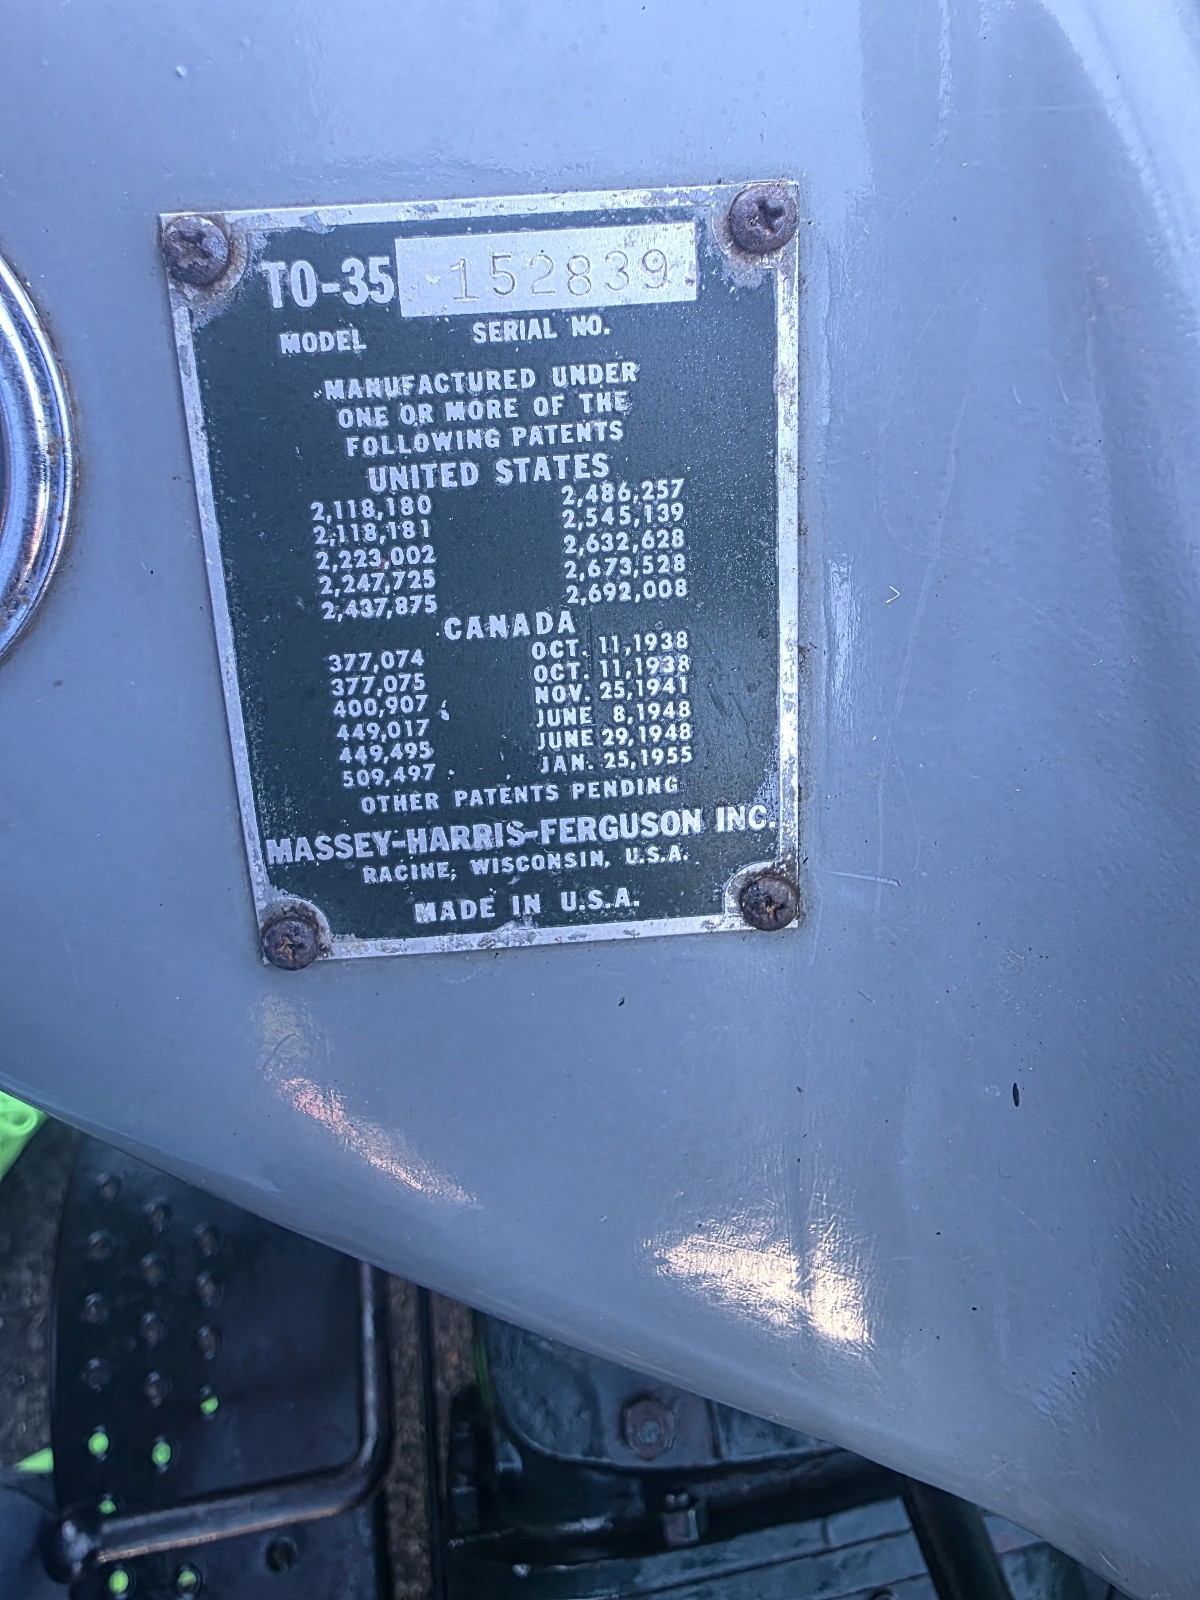 TO-35 152839
MODEL SERIAL NO.
MANUFACTURED UNDER
ONE OR MORE OF THE
FOLLOWING PATENTS
UNITED STATES
2,118,180 2,486,257
2,118,181 2,545,139
2,223,002 2,632,628
2,247,725 2,673,528
2,437,875 2,692,008
CANADA
377,074 OCT. 11,1938
377,075 OCT. 11,1938
400,907 NOV. 25,1941
449,017 JUNE 8,1948
449,495 JUNE 29,1948
509,497 JAN. 25,1955
OTHER PATENTS PENDING
MASSEY-HARRIS-FERGUSON INC.
RACINE, WISCONSIN, U.S.A.
MADE IN U.S.A.